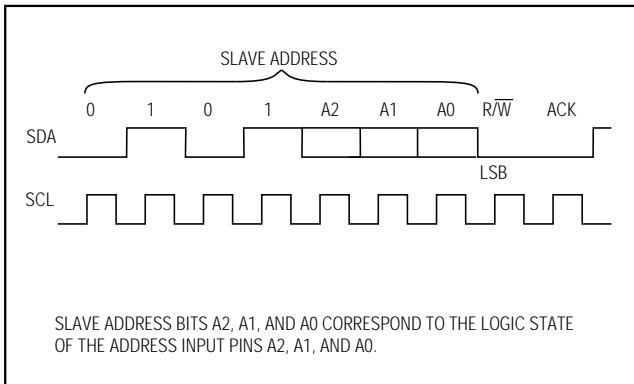 SLAVE ADDRESS
0 1 0 1 A2 A1 A0 R/W̅ ACK
SDA
LSB
SCL
SLAVE ADDRESS BITS A2, A1, AND A0 CORRESPOND TO THE LOGIC STATE
OF THE ADDRESS INPUT PINS A2, A1, AND A0.